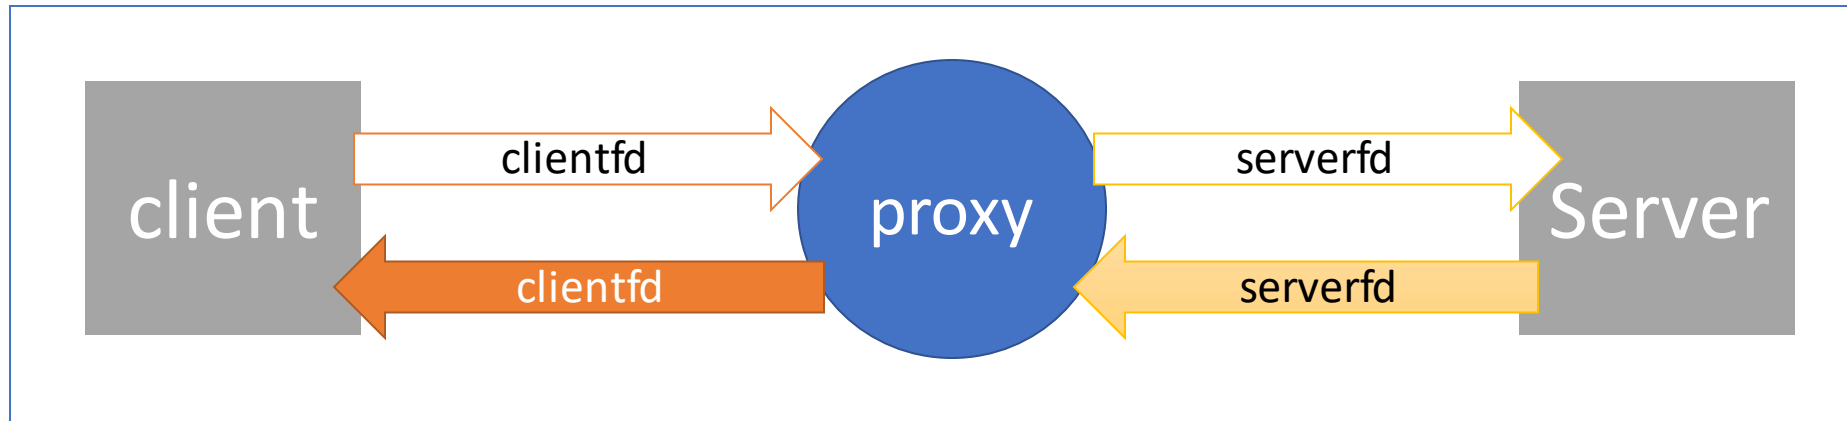 client
clientfd
clientfd
proxy
serverfd
serverfd
Server